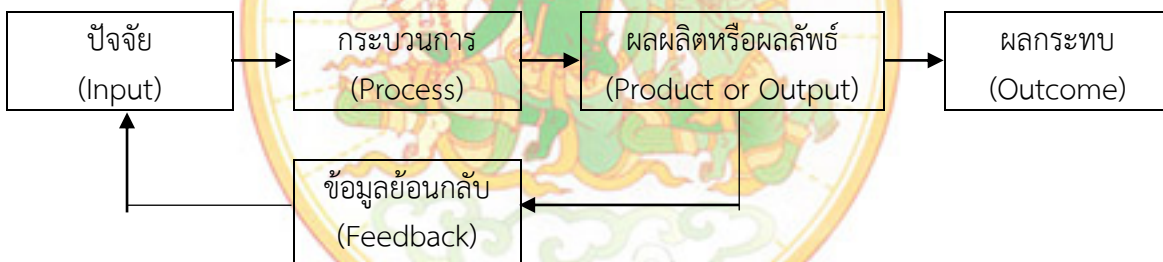 ปัจจัย
(Input)
กระบวนการ
(Process)
ผลผลิตหรือผลลัพธ์
(Product or Output)
ผลกระทบ
(Outcome)
ข้อมูลย้อนกลับ
(Feedback)